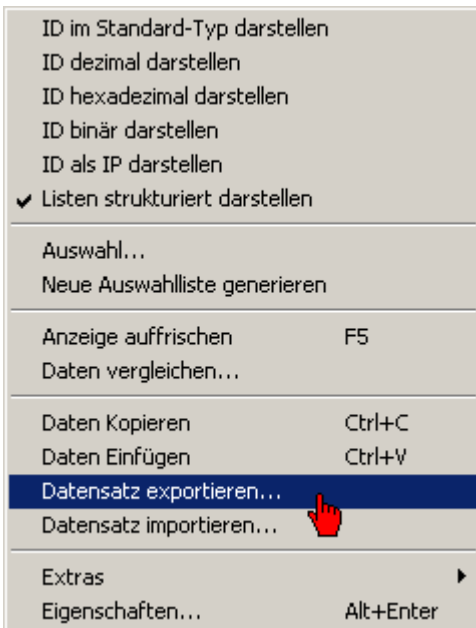 ID im Standard-Typ darstellen
ID dezimal darstellen
ID hexadezimal darstellen
ID binär darstellen
ID als IP darstellen
Listen strukturiert darstellen
Auswahl...
Neue Auswahlliste generieren
Anzeige auffrischen F5
Daten vergleichen...
Daten Kopieren Ctrl+C
Daten Einfügen Ctrl+V
Datensatz exportieren...
Datensatz importieren...
Extras
Eigenschaften... Alt+Enter